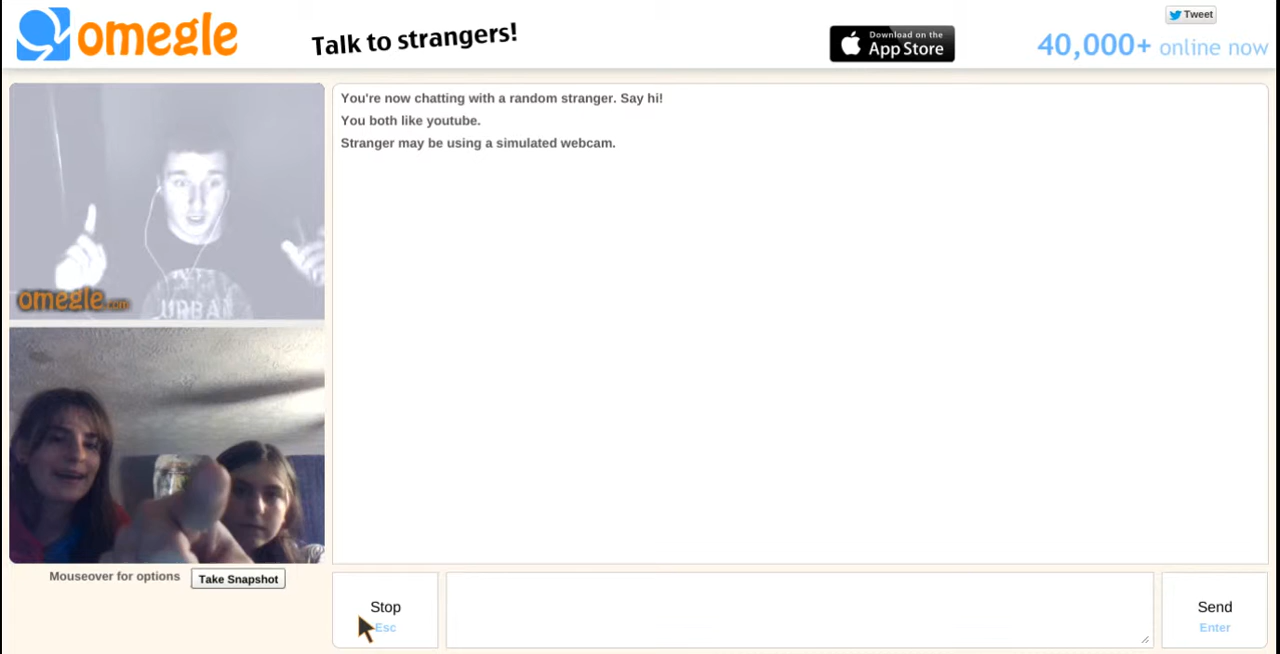 omegle
Talk to strangers!
Download on the
App Store
Tweet
40,000+ online now
You're now chatting with a random stranger. Say hi!
You both like youtube.
Stranger may be using a simulated webcam.
URBAN
omegle.com
Mouseover for options
Take Snapshot
Stop
Esc
Send
Enter